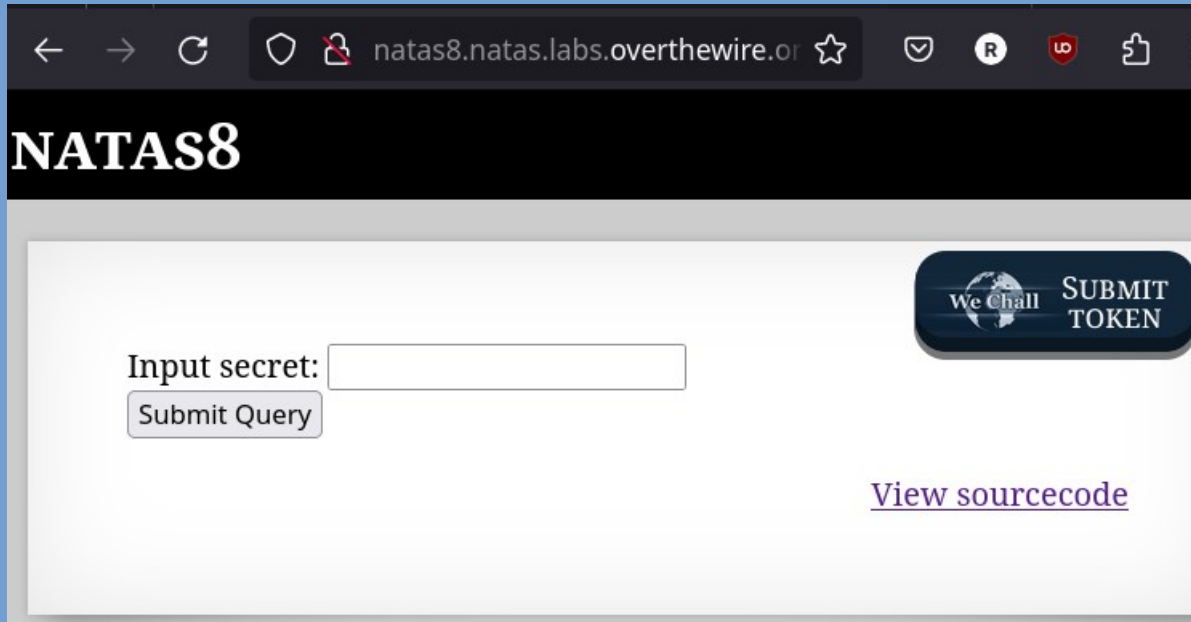 natas8.natas.labs.overthewire.or
R
NATAS8
We Chall SUBMIT TOKEN
Input secret:
Submit Query
View sourcecode